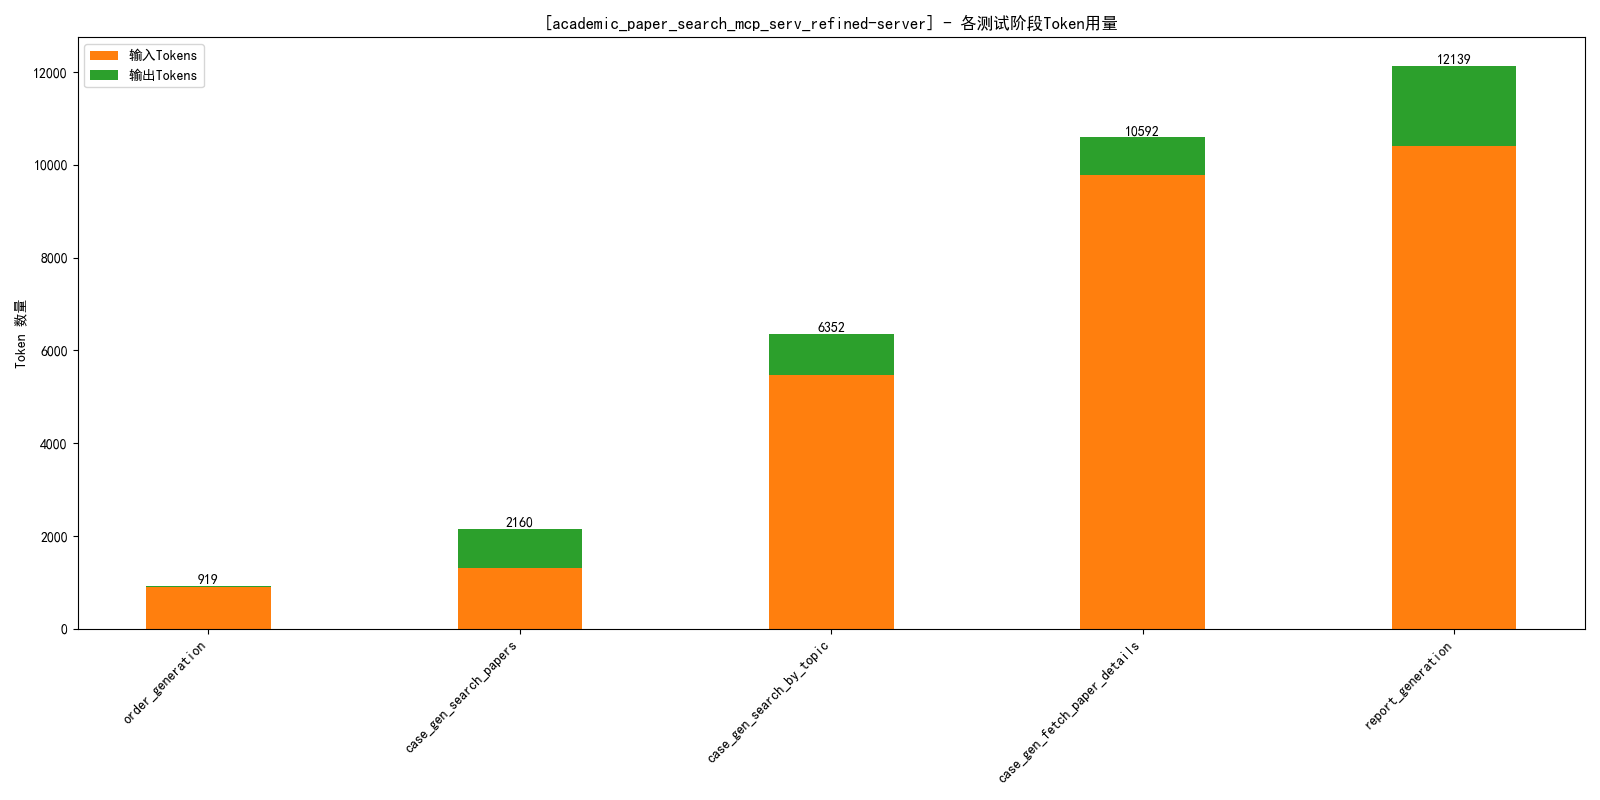 [academic_paper_search_mcp_serv_refined-server] - 各测试阶段Token用量
输入Tokens
输出Tokens
Token 数量
12000
10000
8000
6000
4000
2000
0
919
2160
6352
10592
12139
order_generation
case_gen_search_papers
case_gen_search_by_topic
case_gen_fetch_paper_details
report_generation